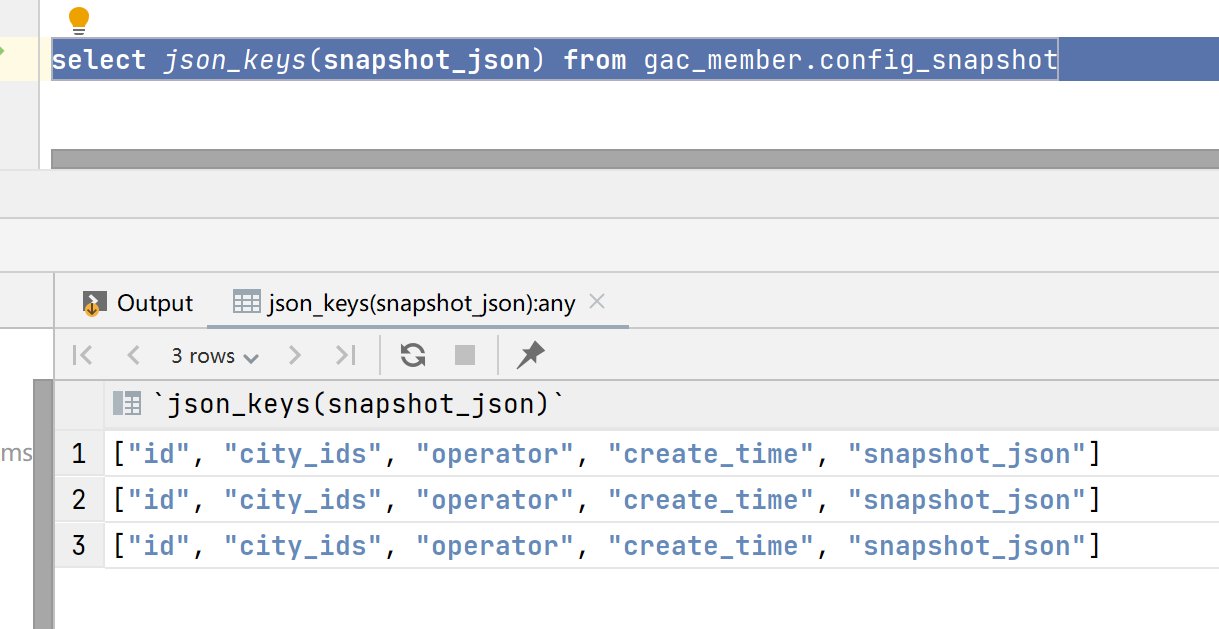 select json_keys(snapshot_json) from gac_member.config_snapshot
Output json_keys(snapshot_json):any
3 rows
`json_keys(snapshot_json)`
1 ["id", "city_ids", "operator", "create_time", "snapshot_json"]
ms
2 ["id", "city_ids", "operator", "create_time", "snapshot_json"]
3 ["id", "city_ids", "operator", "create_time", "snapshot_json"]